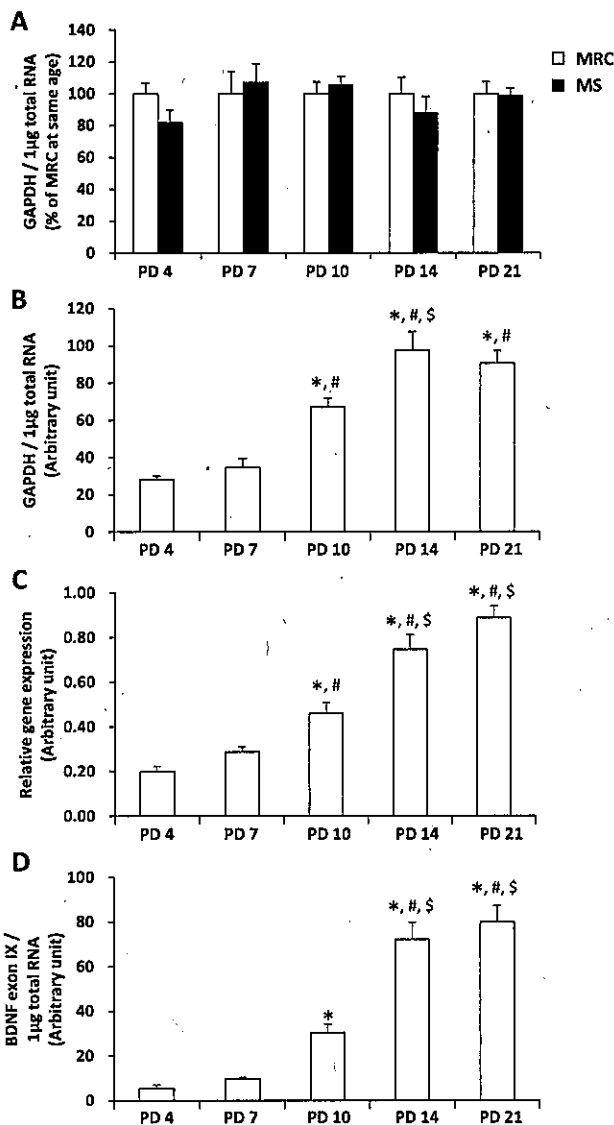 A
GAPDH / 1μg total RNA
(% of MRC at same age)
140
120
100
80
60
40
20
0
MRC
MS
PD 4 PD 7 PD 10 PD 14 PD 21
B
GAPDH / 1μg total RNA
(Arbitrary unit)
120
100
80
60
40
20
0
*, #
*, #, $
*, #
PD 4 PD 7 PD 10 PD 14 PD 21
C
Relative gene expression
(Arbitrary unit)
1.00
0.80
0.60
0.40
0.20
0.00
*, #
*, #, $
*, #, $
PD 4 PD 7 PD 10 PD 14 PD 21
D
BDNF exon IX /
1μg total RNA
(Arbitrary unit)
100
80
60
40
20
0
*
*, #, $
*, #, $
PD 4 PD 7 PD 10 PD 14 PD 21